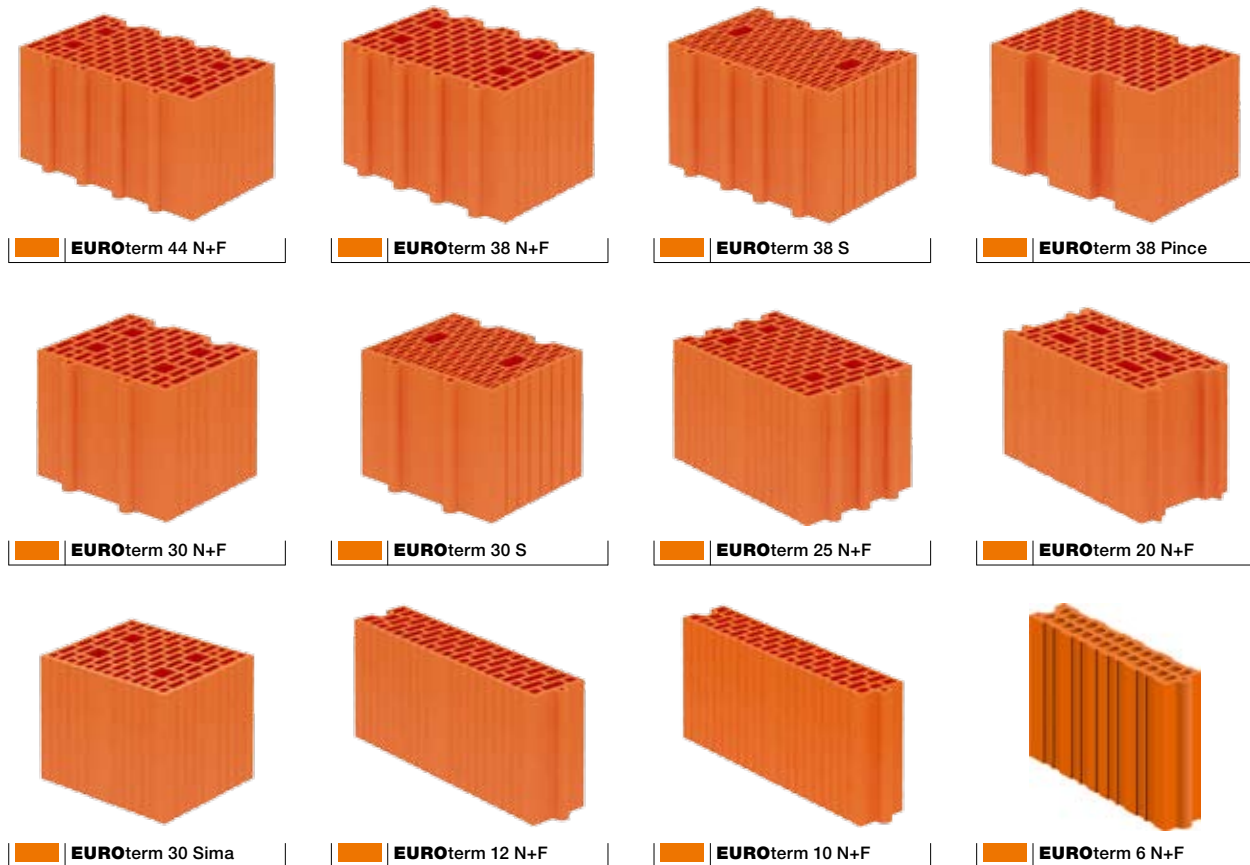 EUROterm 44 N+F
EUROterm 38 N+F
EUROterm 38 S
EUROterm 38 Pince
EUROterm 30 N+F
EUROterm 30 S
EUROterm 25 N+F
EUROterm 20 N+F
EUROterm 30 Sima
EUROterm 12 N+F
EUROterm 10 N+F
EUROterm 6 N+F